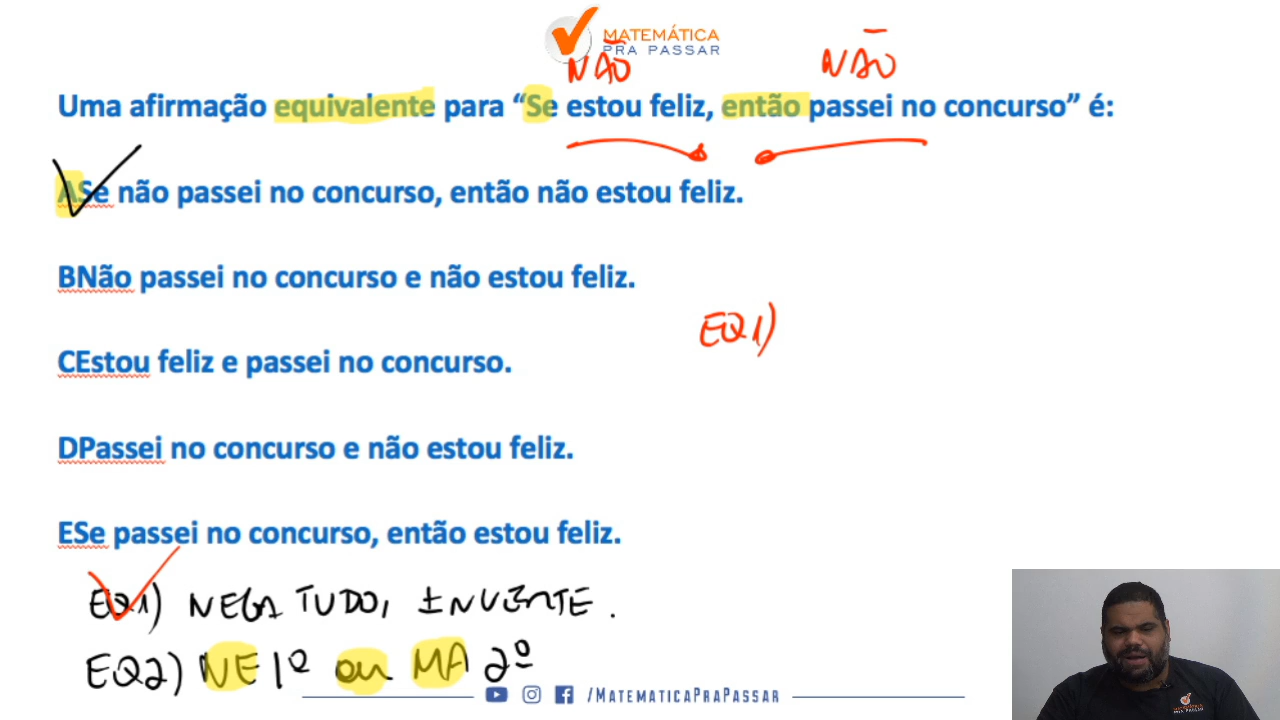 MATEMÁTICA
PRA PASSAR
NÃO NÃO
Uma afirmação equivalente para “Se estou feliz, então passei no concurso” é:
ASe não passei no concurso, então não estou feliz.
BNão passei no concurso e não estou feliz.
EQ1)
CEstou feliz e passei no concurso.
DPassei no concurso e não estou feliz.
ESe passei no concurso, então estou feliz.
EQ1) NEGA TUDO, INVERTE.
EQ2) NE 1º ou MA 2º
/MATEMATICAPRAPASSAR
MATEMÁTICA
PRA PASSAR